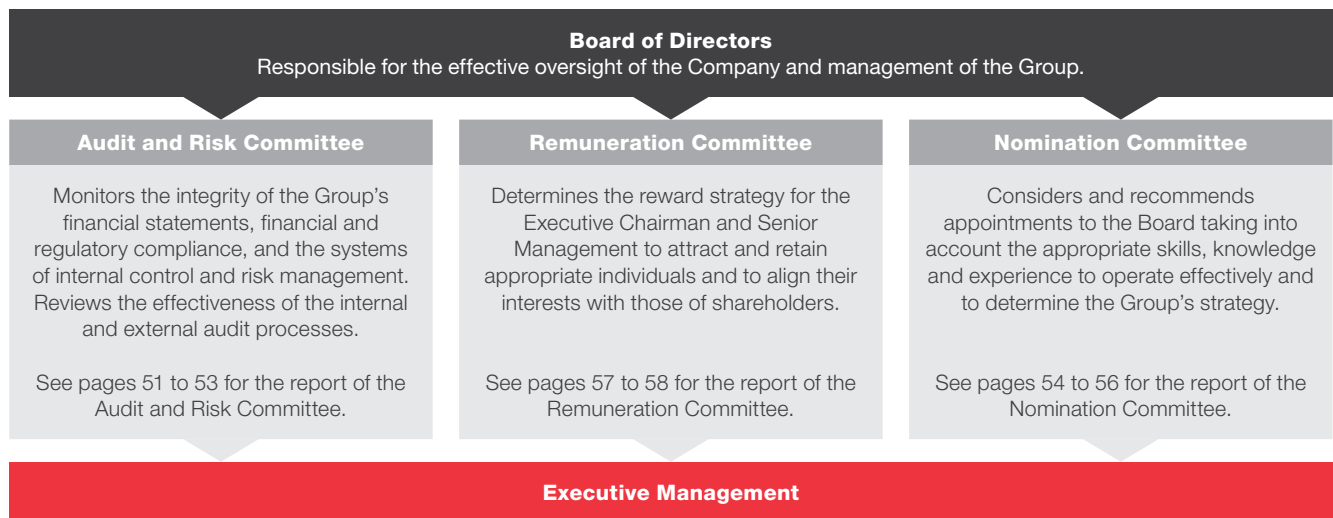 Board of Directors
Responsible for the effective oversight of the Company and management of the Group.
Audit and Risk Committee
Monitors the integrity of the Group’s
financial statements, financial and
regulatory compliance, and the systems
of internal control and risk management.
Reviews the effectiveness of the internal
and external audit processes.
See pages 51 to 53 for the report of the
Audit and Risk Committee.
Remuneration Committee
Determines the reward strategy for the
Executive Chairman and Senior
Management to attract and retain
appropriate individuals and to align their
interests with those of shareholders.
See pages 57 to 58 for the report of the
Remuneration Committee.
Nomination Committee
Considers and recommends
appointments to the Board taking into
account the appropriate skills, knowledge
and experience to operate effectively and
to determine the Group’s strategy.
See pages 54 to 56 for the report of the
Nomination Committee.
Executive Management